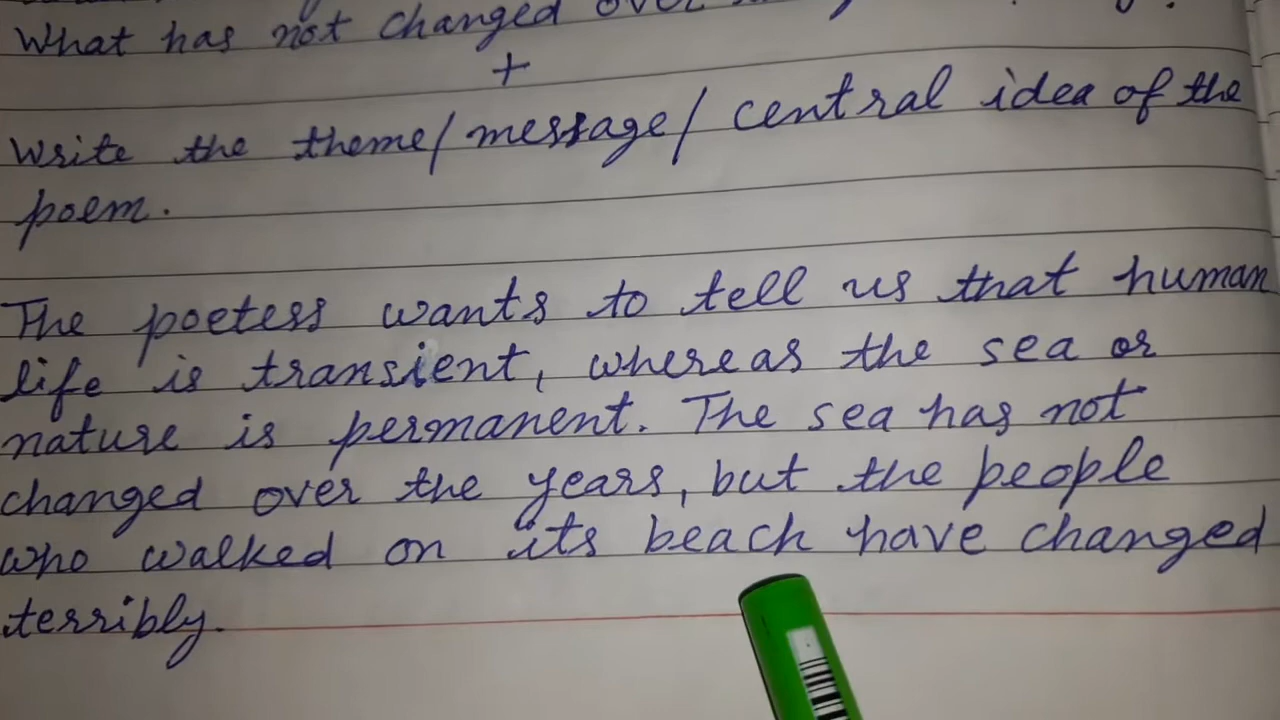 What has not changed over
+
Write the theme/message/central idea of the
poem.
The poetess wants to tell us that human
life is transient, whereas the sea or
nature is permanent. The sea has not
changed over the years, but the people
who walked on its beach have changed
terribly.